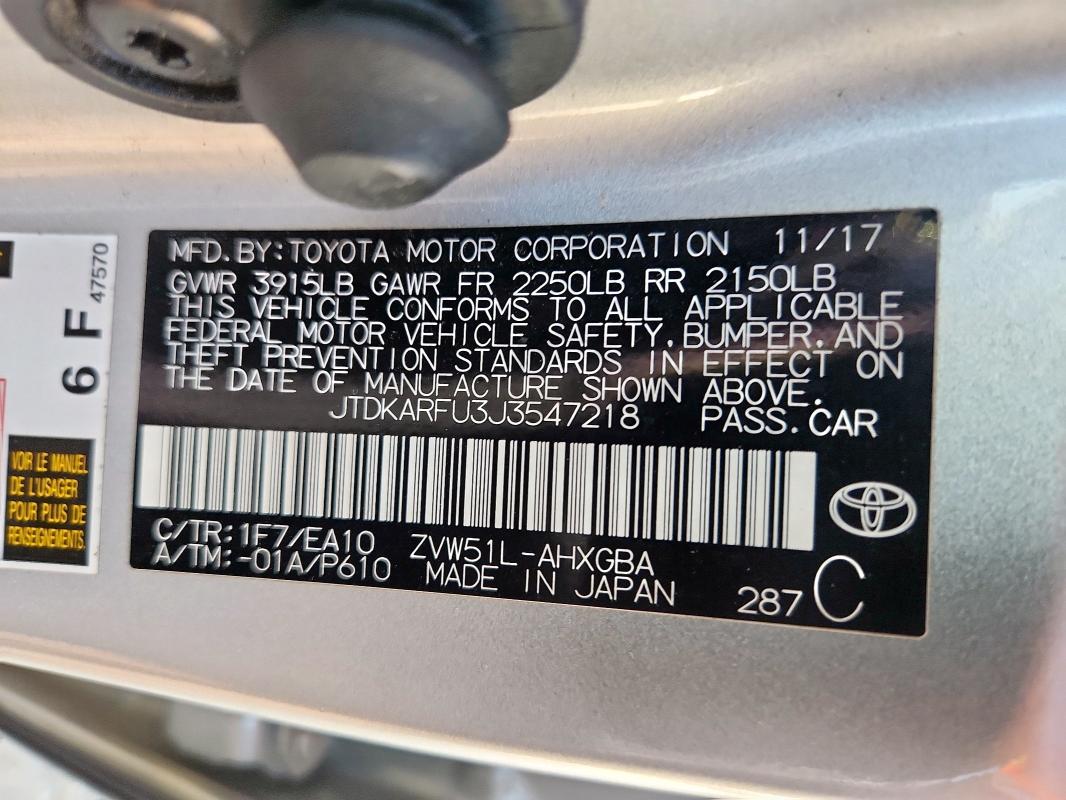 MFD. BY: TOYOTA MOTOR CORPORATION 11/17
GVWR 3915LB GAWR FR 2250LB RR 2150LB
THIS VEHICLE CONFORMS TO ALL APPLICABLE
FEDERAL MOTOR VEHICLE SAFETY, BUMPER, AND
THEFT PREVENTION STANDARDS IN EFFECT ON
THE DATE OF MANUFACTURE SHOWN ABOVE.
JTDKARFU3J3547218 PASS. CAR
C/TR: 1F7/EA10 ZVW51L-AHXGBA
A/TM: -01A/P610 MADE IN JAPAN 287 C
47570
6 F
VOIR LE MANUEL
DE L'USAGER
POUR PLUS DE
RENSEIGNEMENTS.